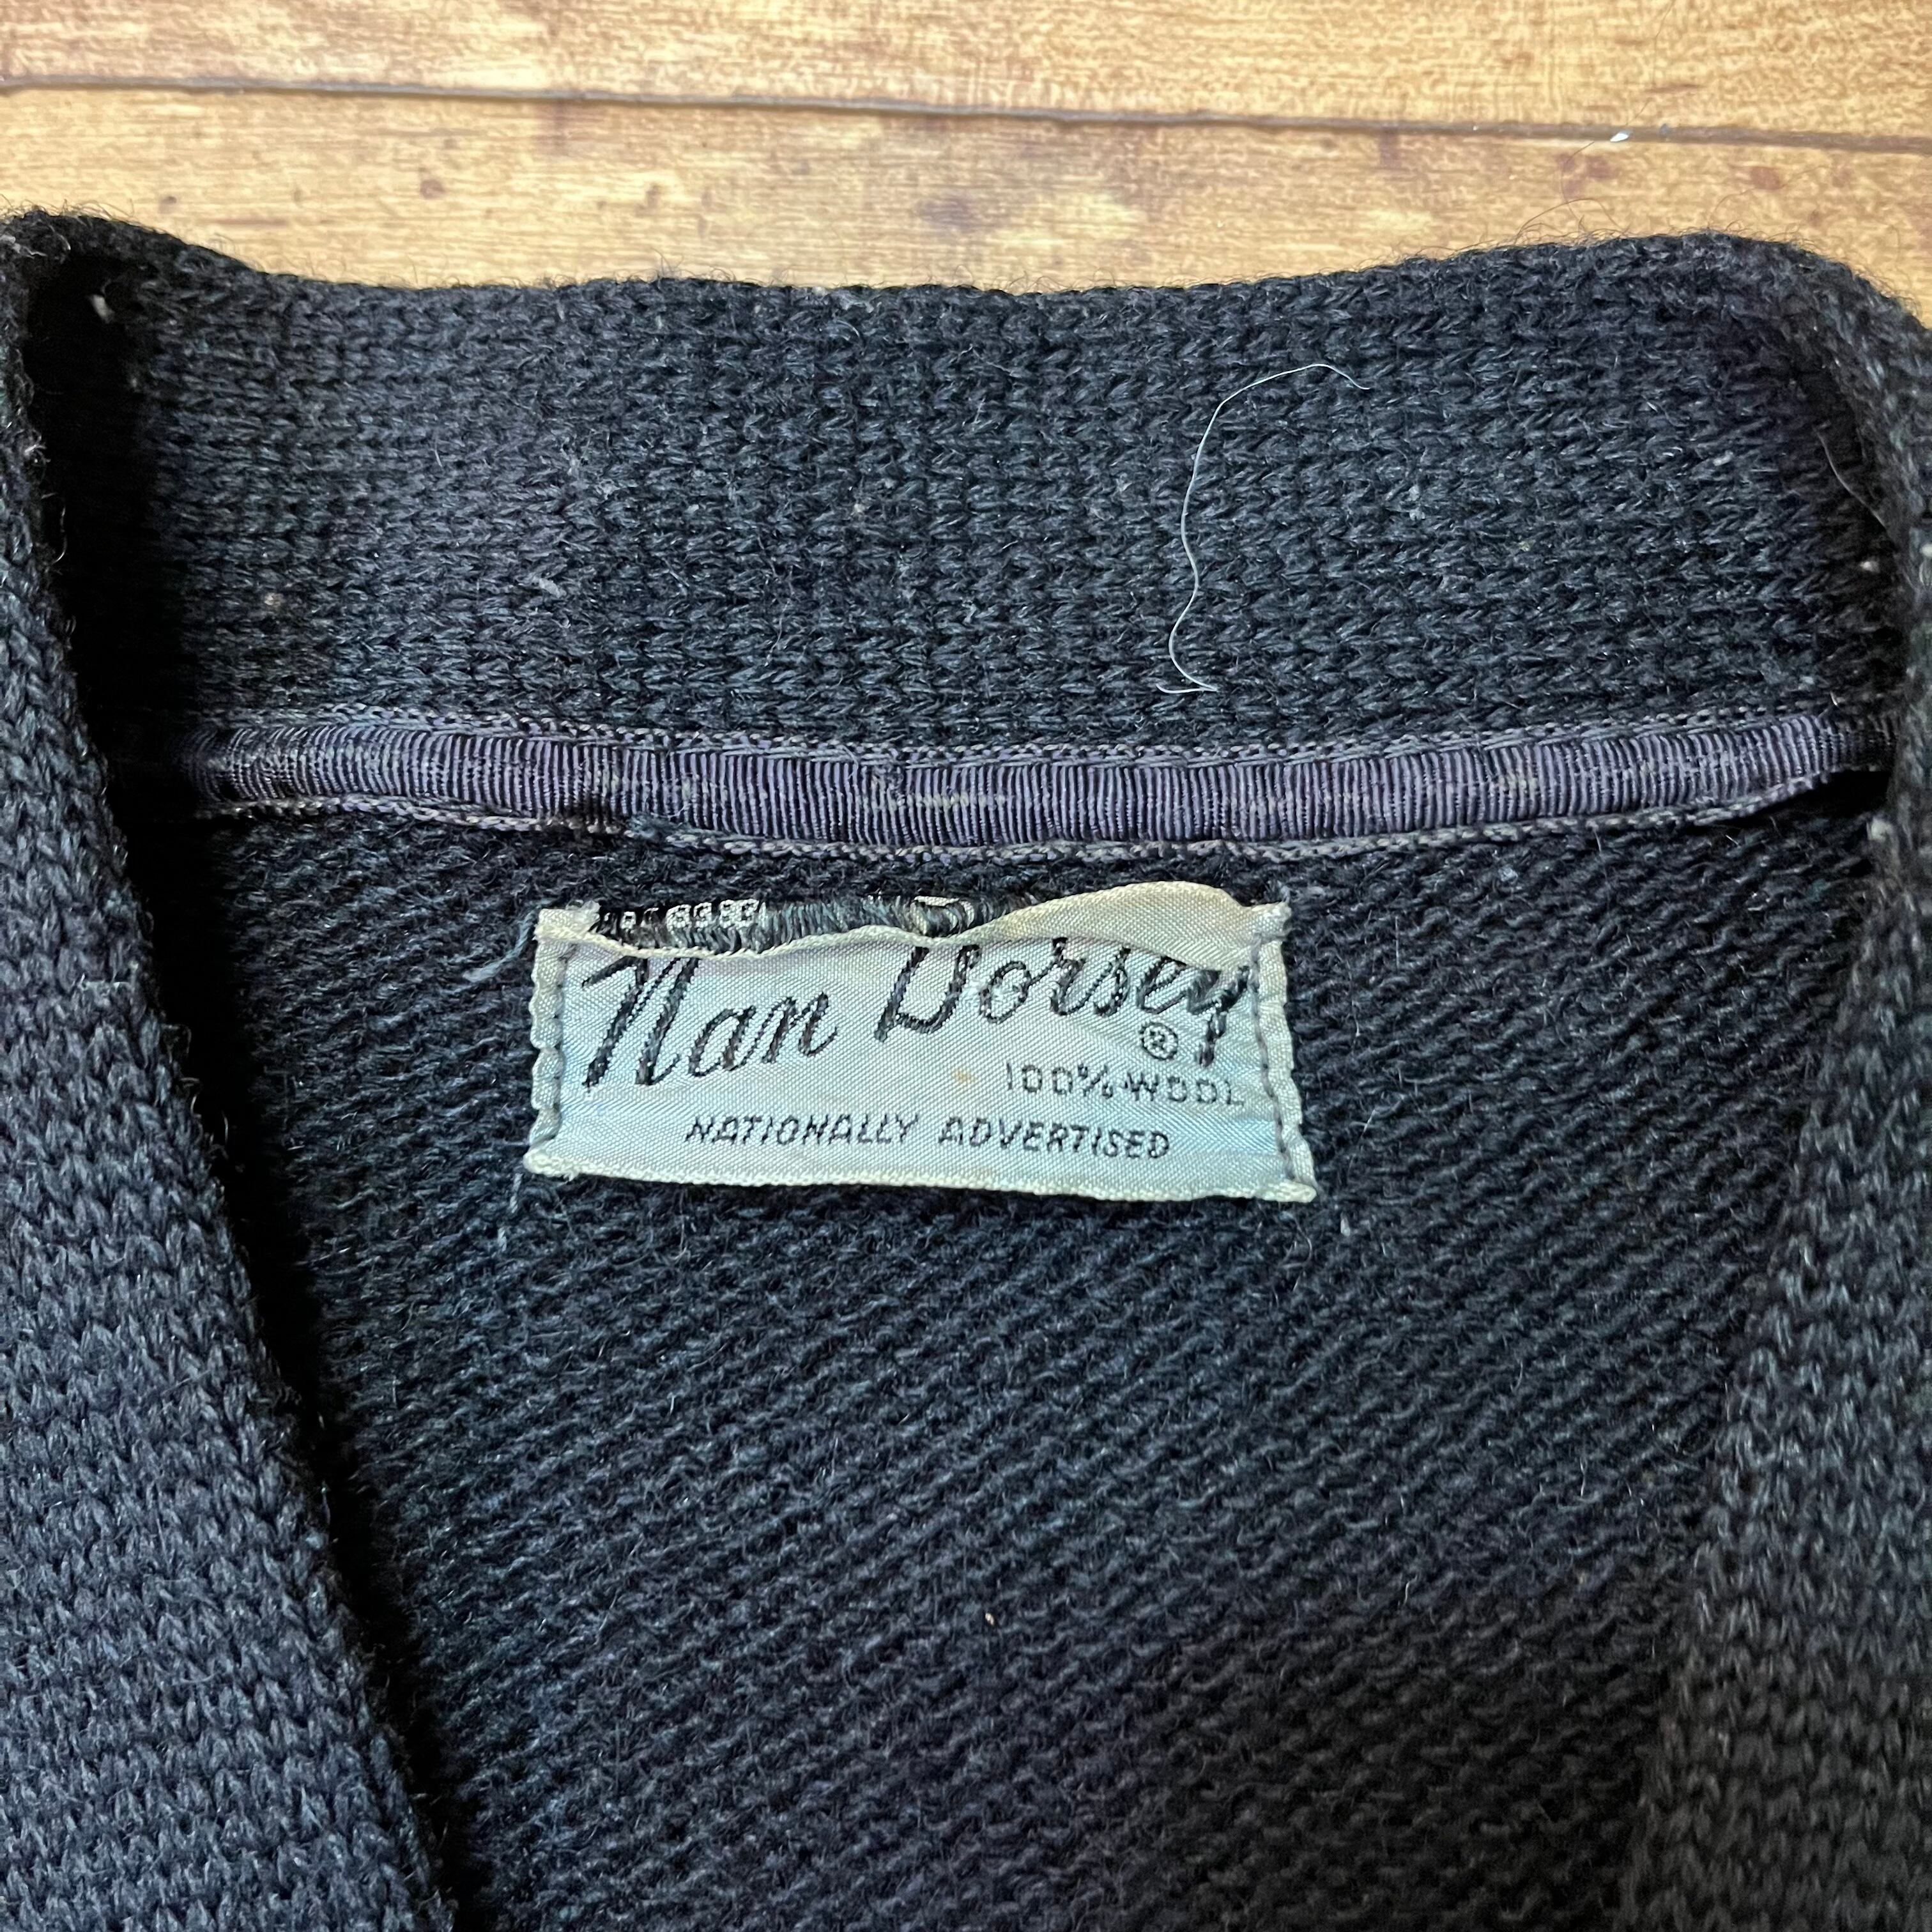 Nan Dorsey
®
100% WOOL
NATIONALLY ADVERTISED